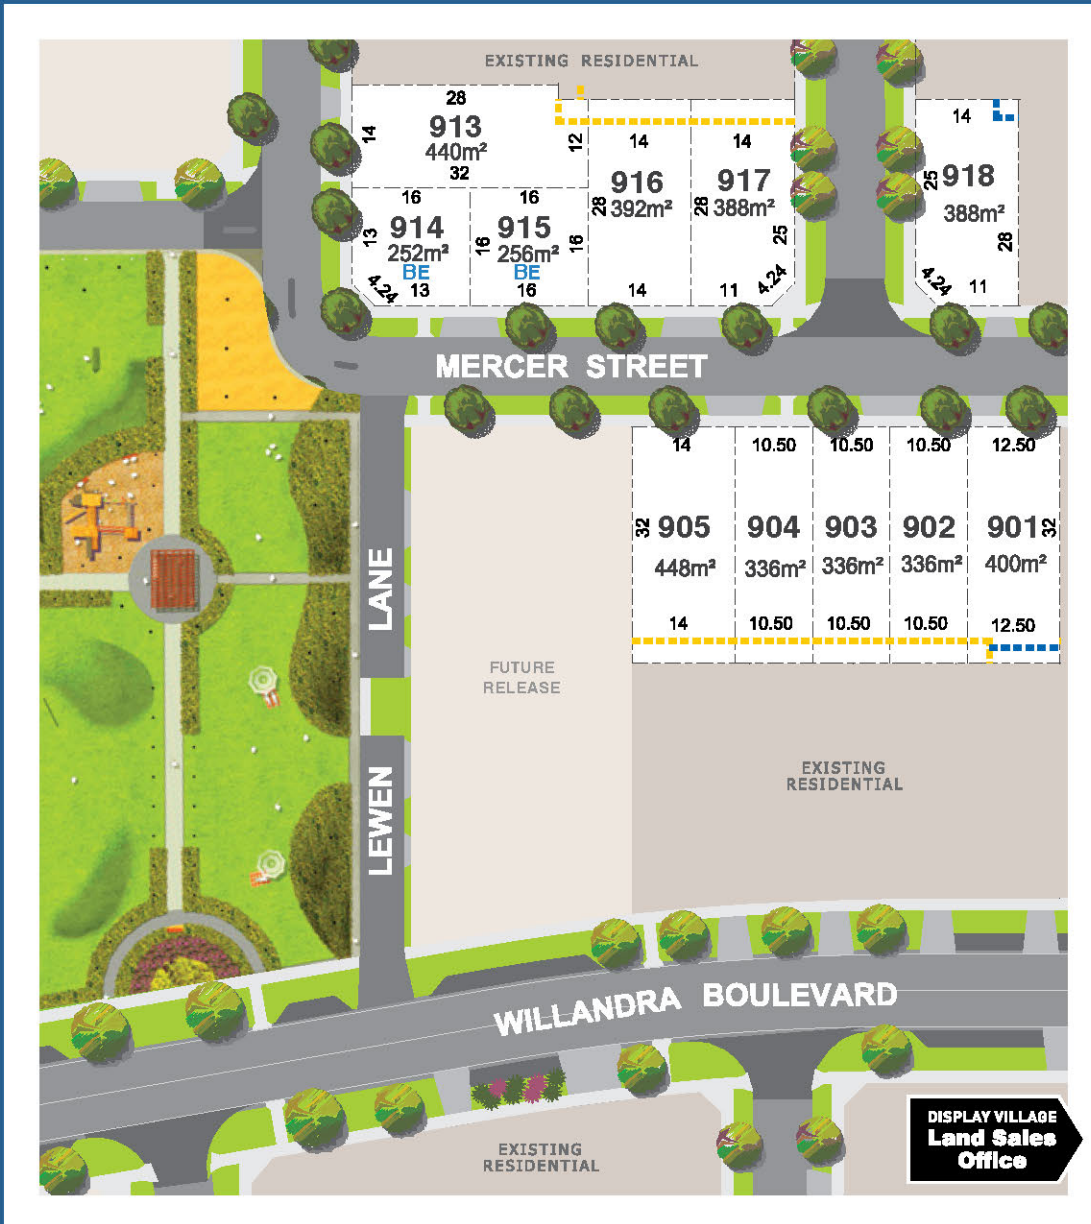 EXISTING RESIDENTIAL
28
14
913
440m²
12
32
14
916
28
392m²
14
917
28
388m²
25
4.24
14
11
14
25
918
388m²
28
4.24
11
16
914
13
252m²
BE
4.24
13
16
915
16
256m²
16
BE
16
MERCER STREET
14
10.50
10.50
10.50
12.50
32
905
904
903
902
901
32
448m²
336m²
336m²
336m²
400m²
14
10.50
10.50
10.50
12.50
LEWEN LANE
FUTURE
RELEASE
EXISTING
RESIDENTIAL
WILLANDRA BOULEVARD
EXISTING
RESIDENTIAL
DISPLAY VILLAGE
Land Sales
Office